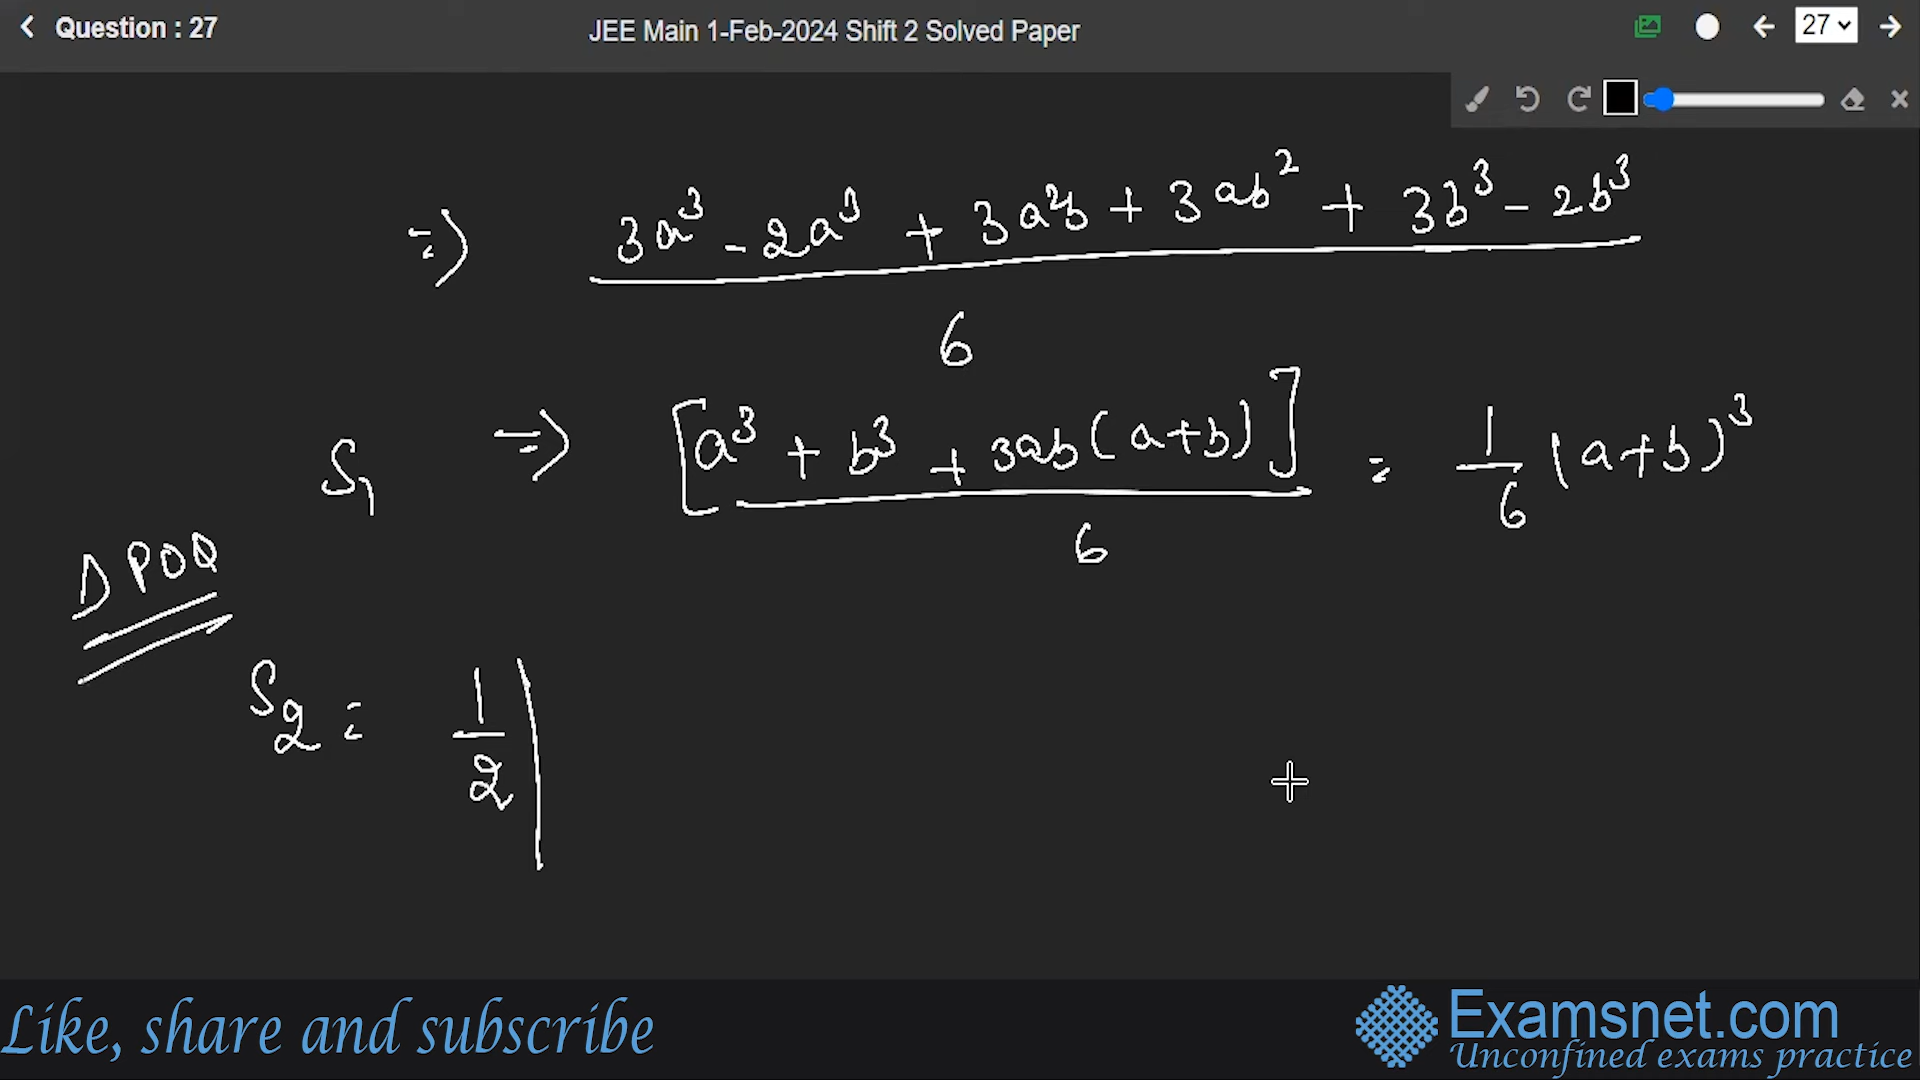 Question : 27
JEE Main 1-Feb-2024 Shift 2 Solved Paper
27
=> 3a³ - 2a³ + 3a²b + 3ab² + 3b³ - 2b³
6
S₁ => [a³ + b³ + 3ab(a+b)] = 1/6 (a+b)³
6
ΔPOQ
S₂ = 1/2 |
Like, share and subscribe
Examsnet.com
Unconfined exams practice